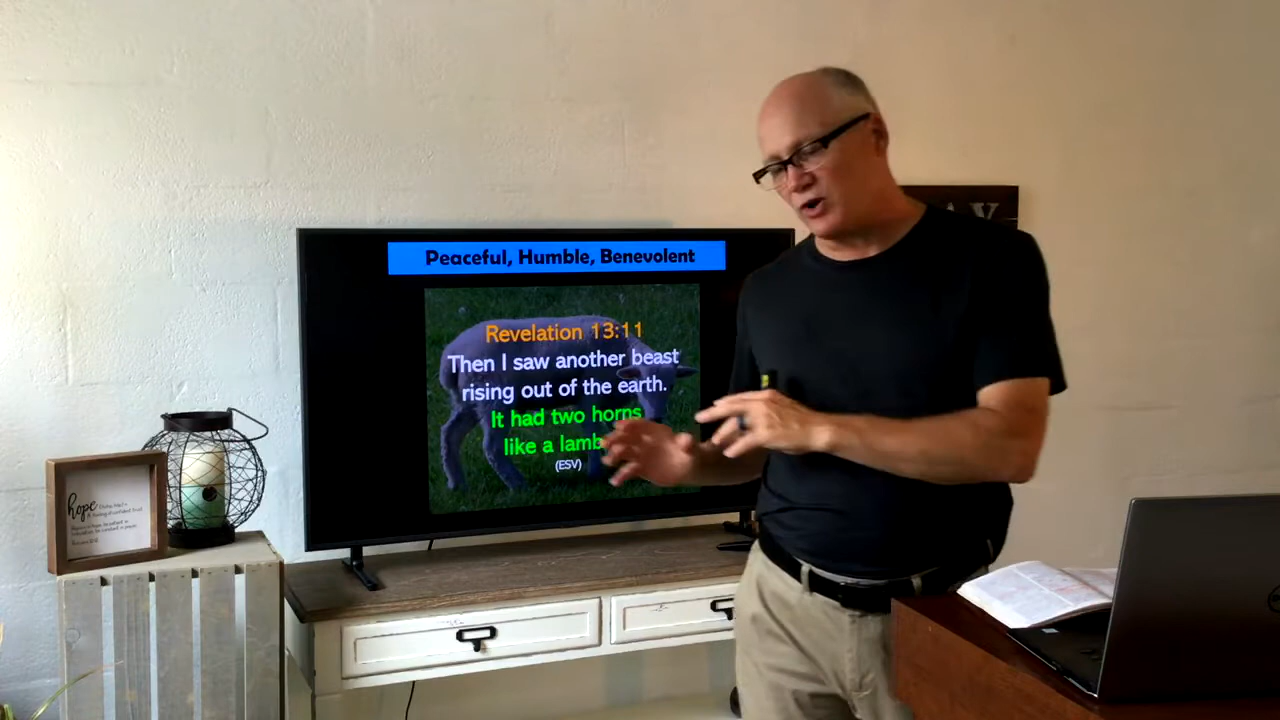 Peaceful, Humble, Benevolent
Revelation 13:11
Then I saw another beast
rising out of the earth.
It had two horns
like a lamb
(ESV)
hope